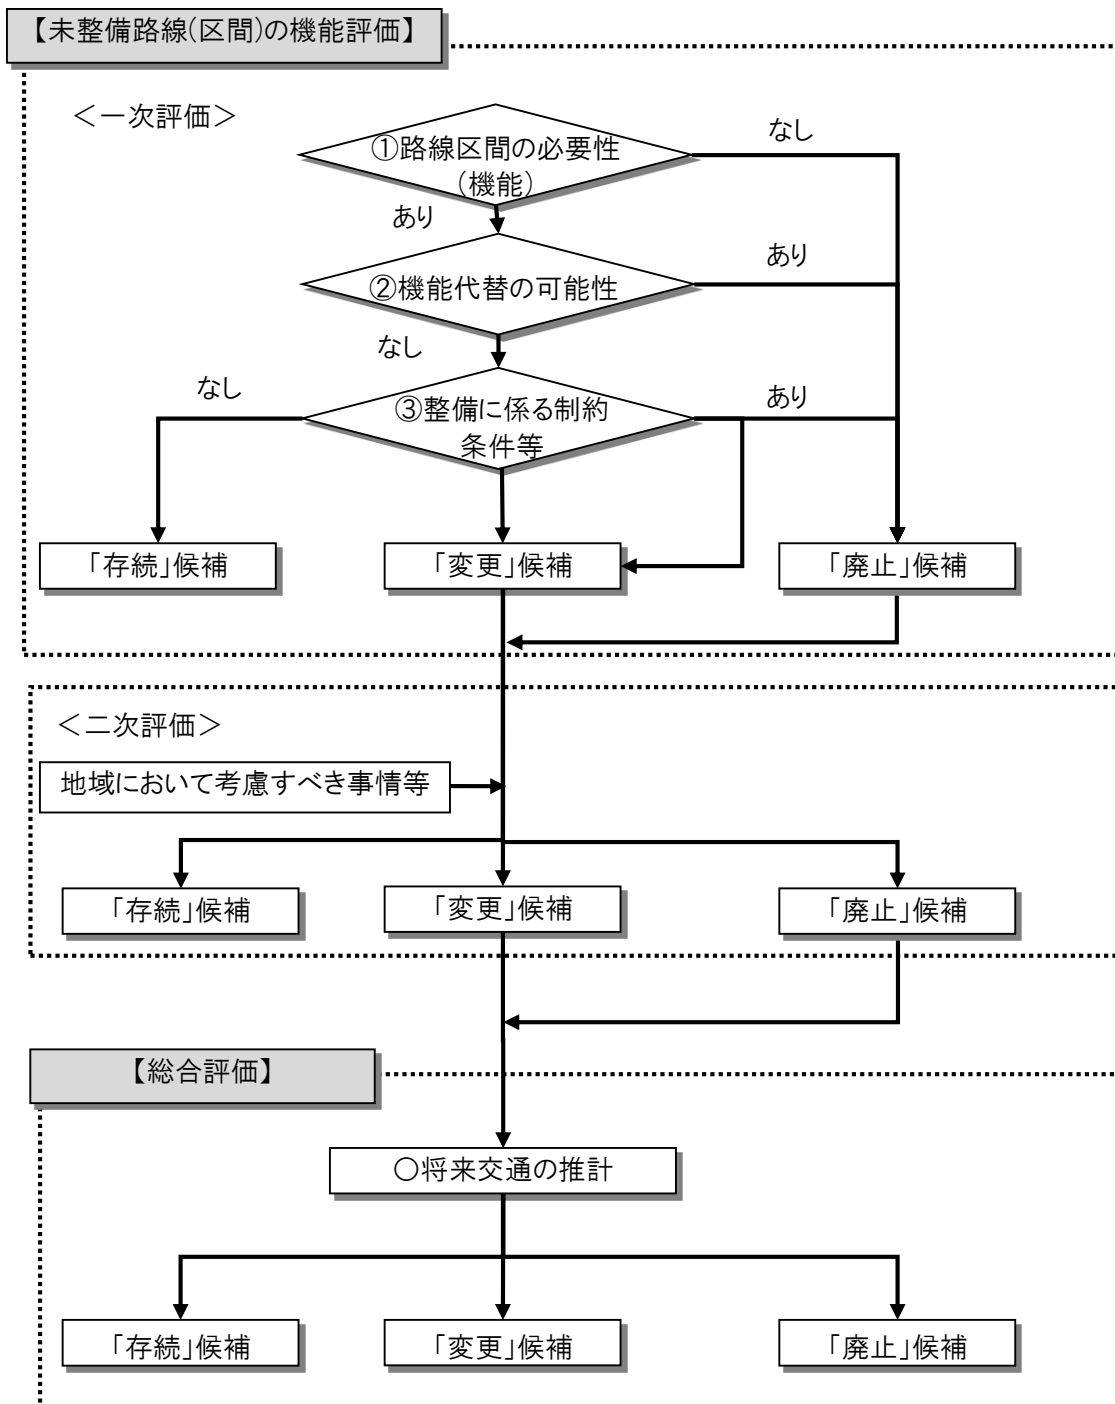 【未整備路線(区間)の機能評価】
＜一次評価＞
①路線区間の必要性
(機能)
なし
あり
②機能代替の可能性
あり
なし
③整備に係る制約
条件等
なし
あり
「存続」候補
「変更」候補
「廃止」候補
＜二次評価＞
地域において考慮すべき事情等
「存続」候補
「変更」候補
「廃止」候補
【総合評価】
○将来交通の推計
「存続」候補
「変更」候補
「廃止」候補